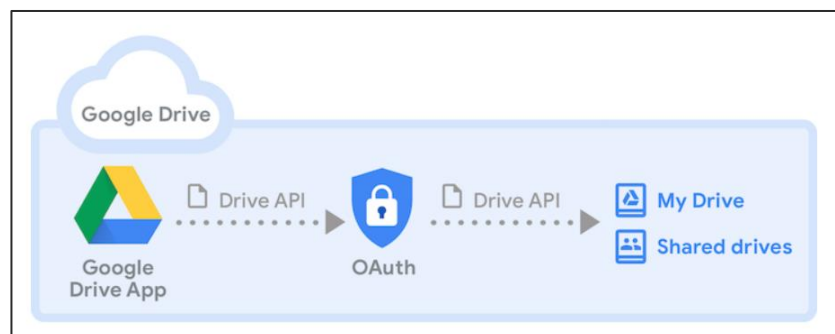 Google Drive
Drive API
Drive API
My Drive
Shared drives
Google
Drive App
OAuth